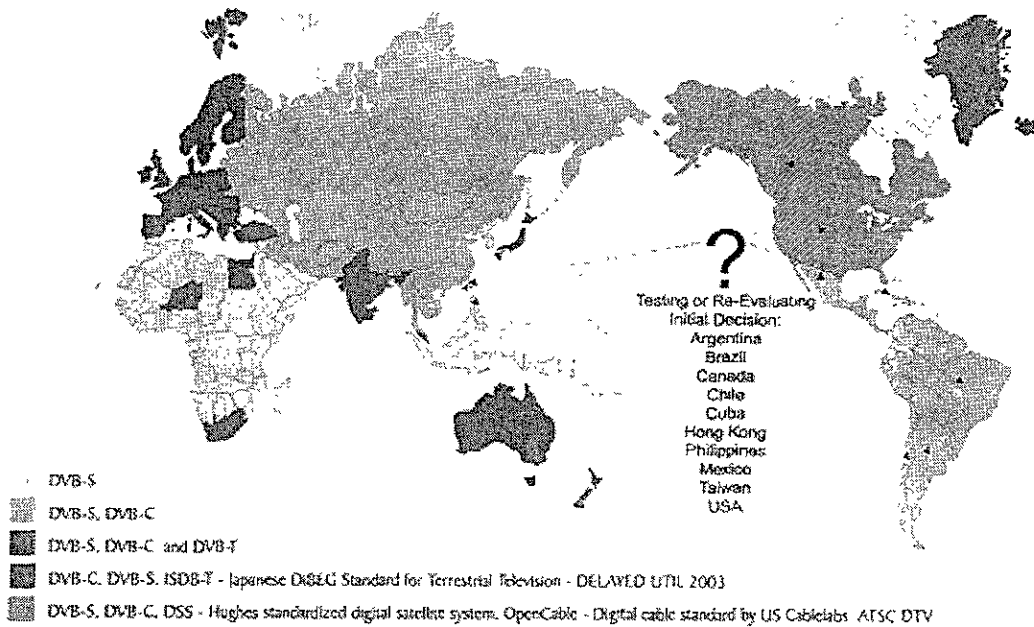 ?
Testing or Re-Evaluating
Initial Decision:
Argentina
Brazil
Canada
Chile
Cuba
Hong Kong
Philippines
Mexico
Taiwan
USA
DVB-S
DVB-S, DVB-C
DVB-S, DVB-C and DVB-T
DVB-C, DVB-S, ISDB-T - Japanese DiBEG Standard for Terrestrial Television - DELAYED UTIL 2003
DVB-S, DVB-C, DSS - Hughes standardized digital satellite system, OpenCable - Digital cable standard by US Cablelabs ATSC DTV